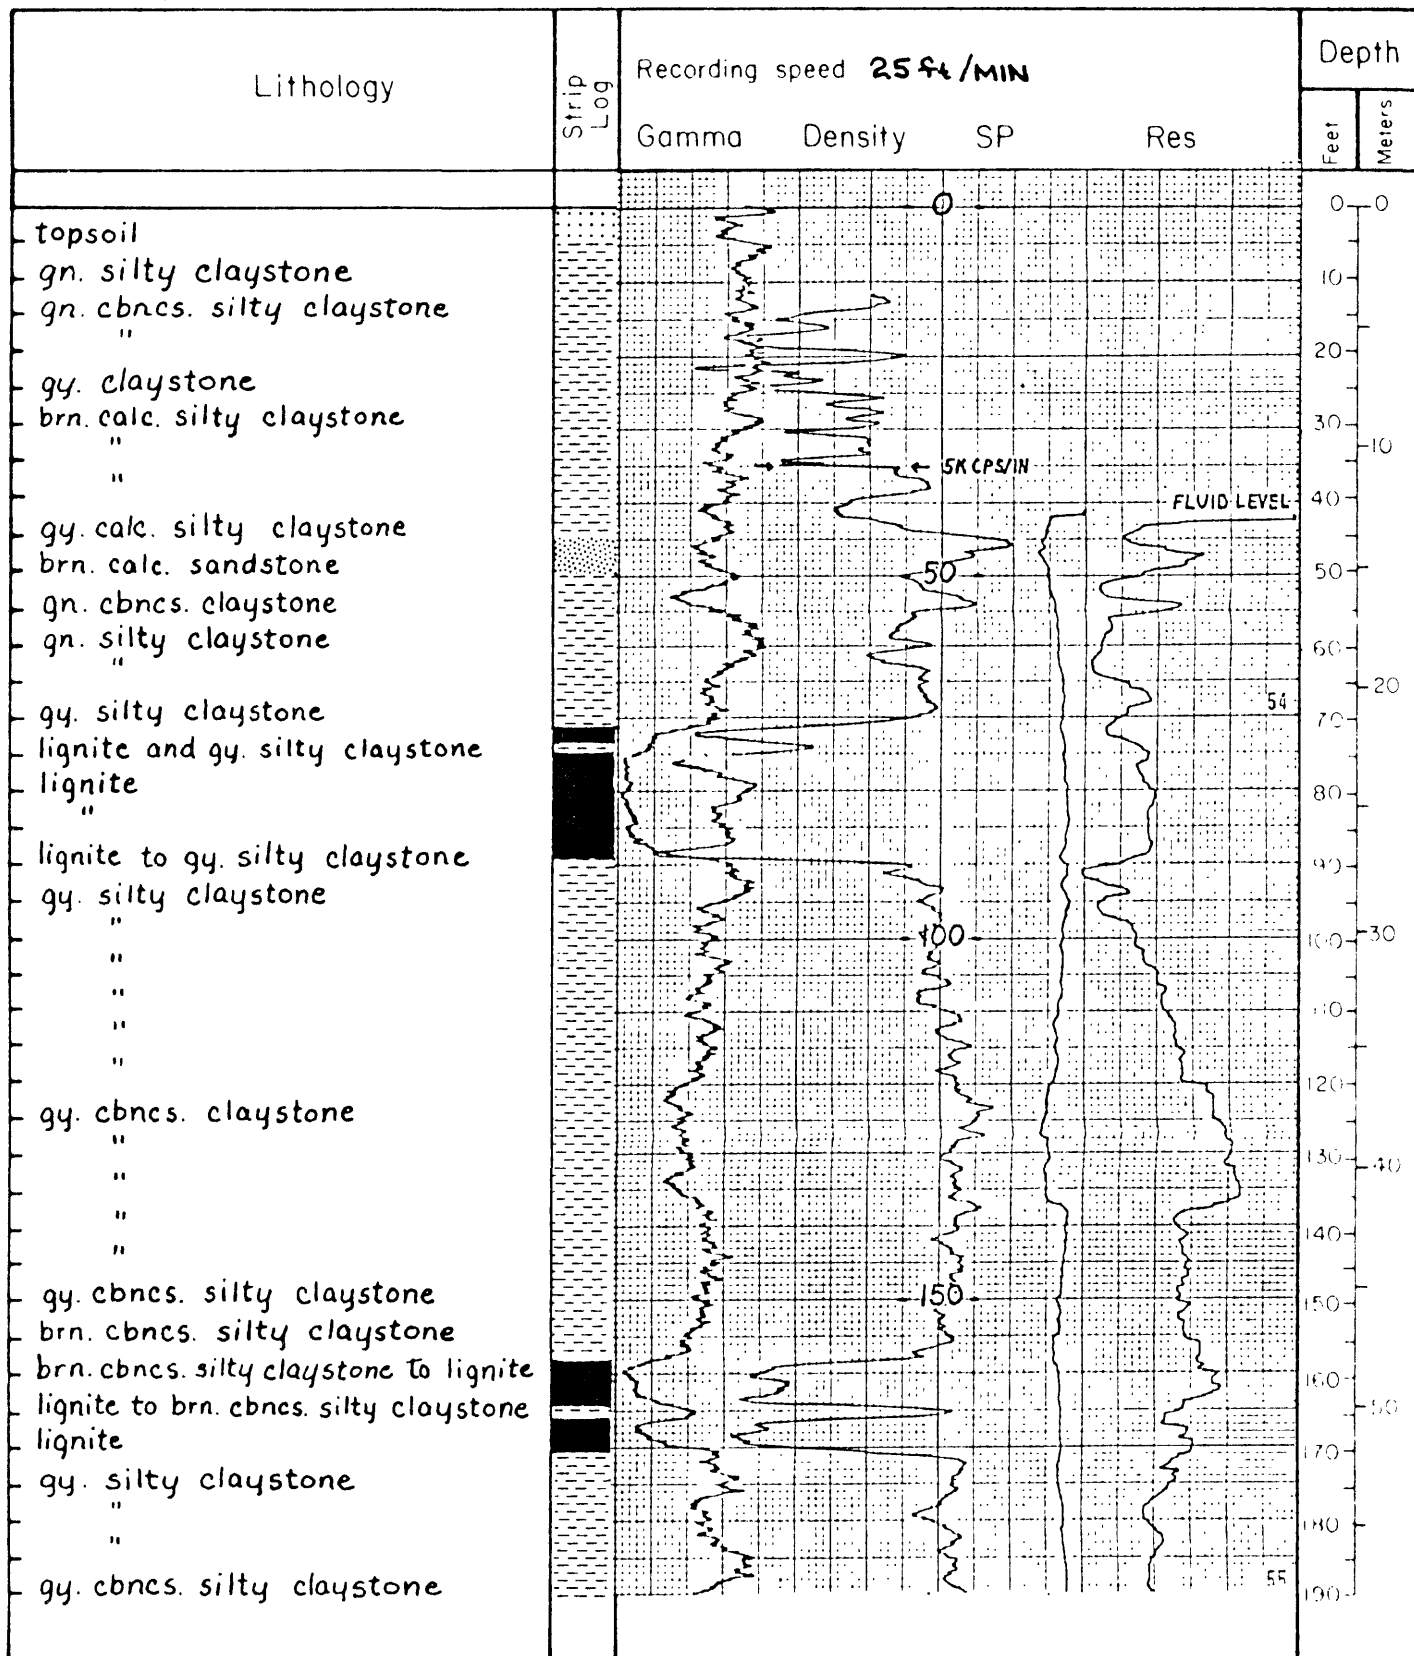 Lithology
Strip Log
Recording speed 25 ft/MIN
Gamma Density SP Res
Depth
Feet
Meters
0
0 0
topsoil
gn. silty claystone
10
gn. cbncs. silty claystone
"
20
gy. claystone
brn. calc. silty claystone
30
"
10
"
5K CPS/IN
40
FLUID LEVEL
gy. calc. silty claystone
brn. calc. sandstone
50
50
gn. cbncs. claystone
gn. silty claystone
60
"
20
54
gy. silty claystone
70
lignite and gy. silty claystone
lignite
80
"
lignite to gy. silty claystone
90
gy. silty claystone
"
100
100
30
"
"
110
"
"
120
gy. cbncs. claystone
"
130
40
"
"
140
"
gy. cbncs. silty claystone
150
150
brn. cbncs. silty claystone
brn. cbncs. silty claystone to lignite
160
lignite to brn. cbncs. silty claystone
50
lignite
170
gy. silty claystone
"
180
"
55
gy. cbncs. silty claystone
190